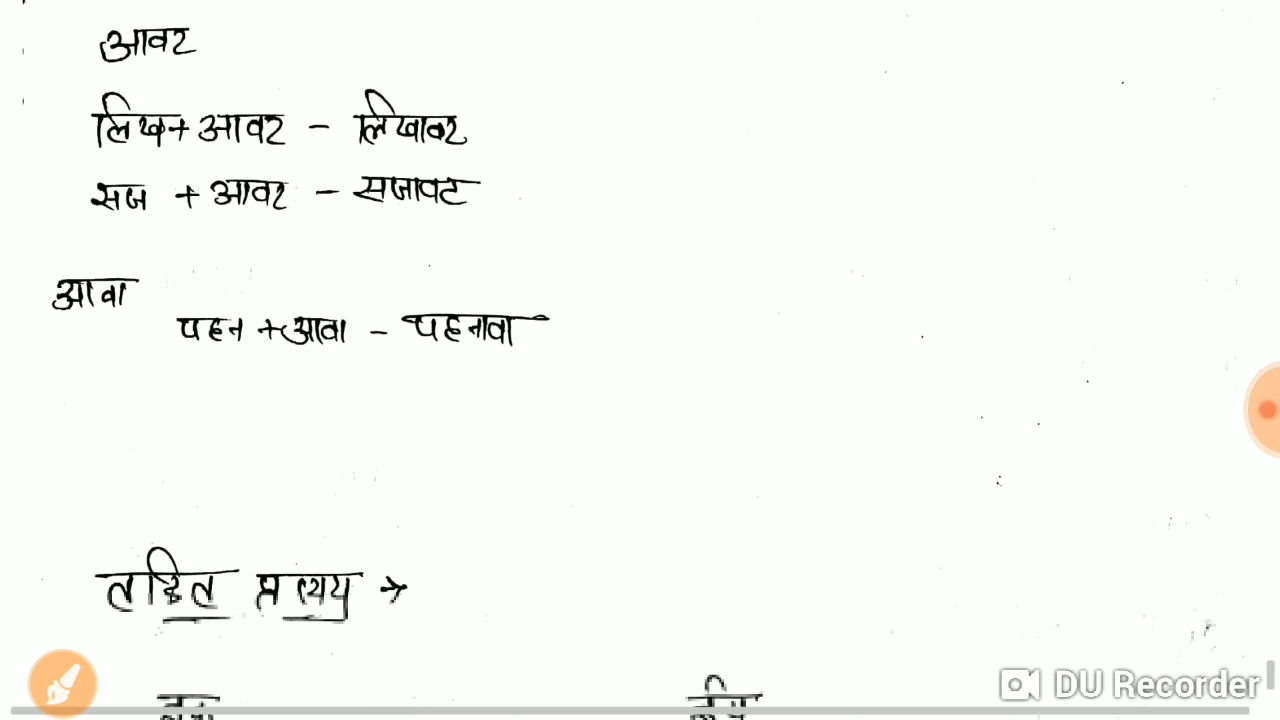 आवट
लिख + आवट - लिखावट
सज + आवट - सजावट
आवा
पहन + आवा - पहनावा
तद्धित प्रत्यय →
DU Recorder